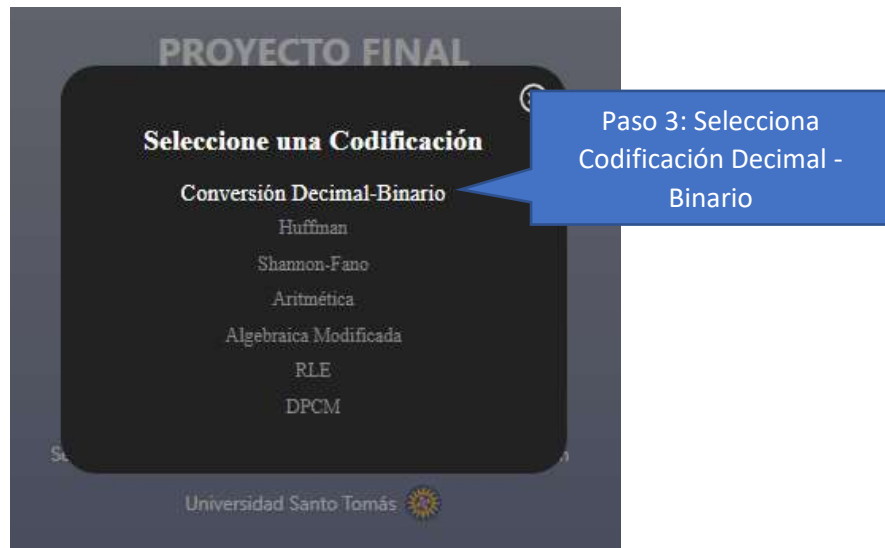 PROYECTO FINAL
Seleccione una Codificación
Paso 3: Selecciona
Codificación Decimal -
Binario
Conversión Decimal-Binario
Huffman
Shannon-Fano
Aritmética
Algebraica Modificada
RLE
DPCM
Universidad Santo Tomás